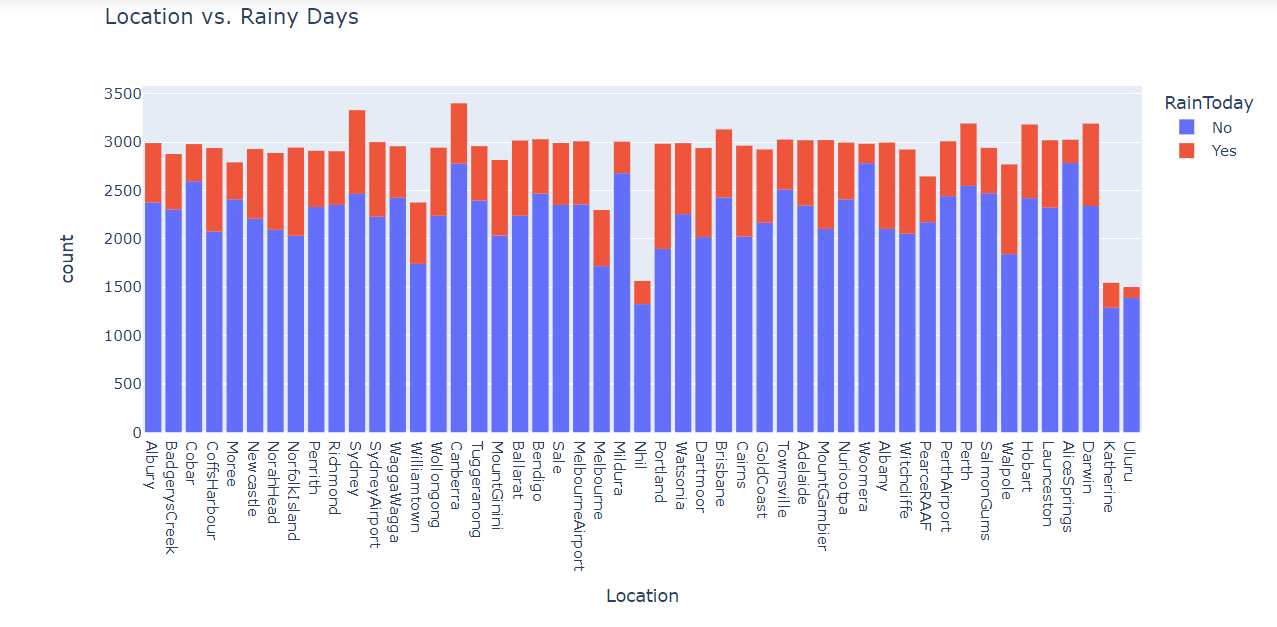 Location vs. Rainy Days
RainToday
No
Yes
count
3500
3000
2500
2000
1500
1000
500
0
Albury
BadgerysCreek
Cobar
CoffsHarbour
Moree
Newcastle
NorahHead
NorfolkIsland
Penrith
Richmond
Sydney
SydneyAirport
WaggaWagga
Williamtown
Wollongong
Canberra
Tuggeranong
MountGinini
Ballarat
Bendigo
Sale
MelbourneAirport
Melbourne
Mildura
Nhil
Portland
Watsonia
Dartmoor
Brisbane
Cairns
GoldCoast
Townsville
Adelaide
MountGambier
Nuriootpa
Woomera
Albany
Witchcliffe
PearceRAAF
PerthAirport
Perth
SalmonGums
Walpole
Hobart
Launceston
AliceSprings
Darwin
Katherine
Uluru
Location